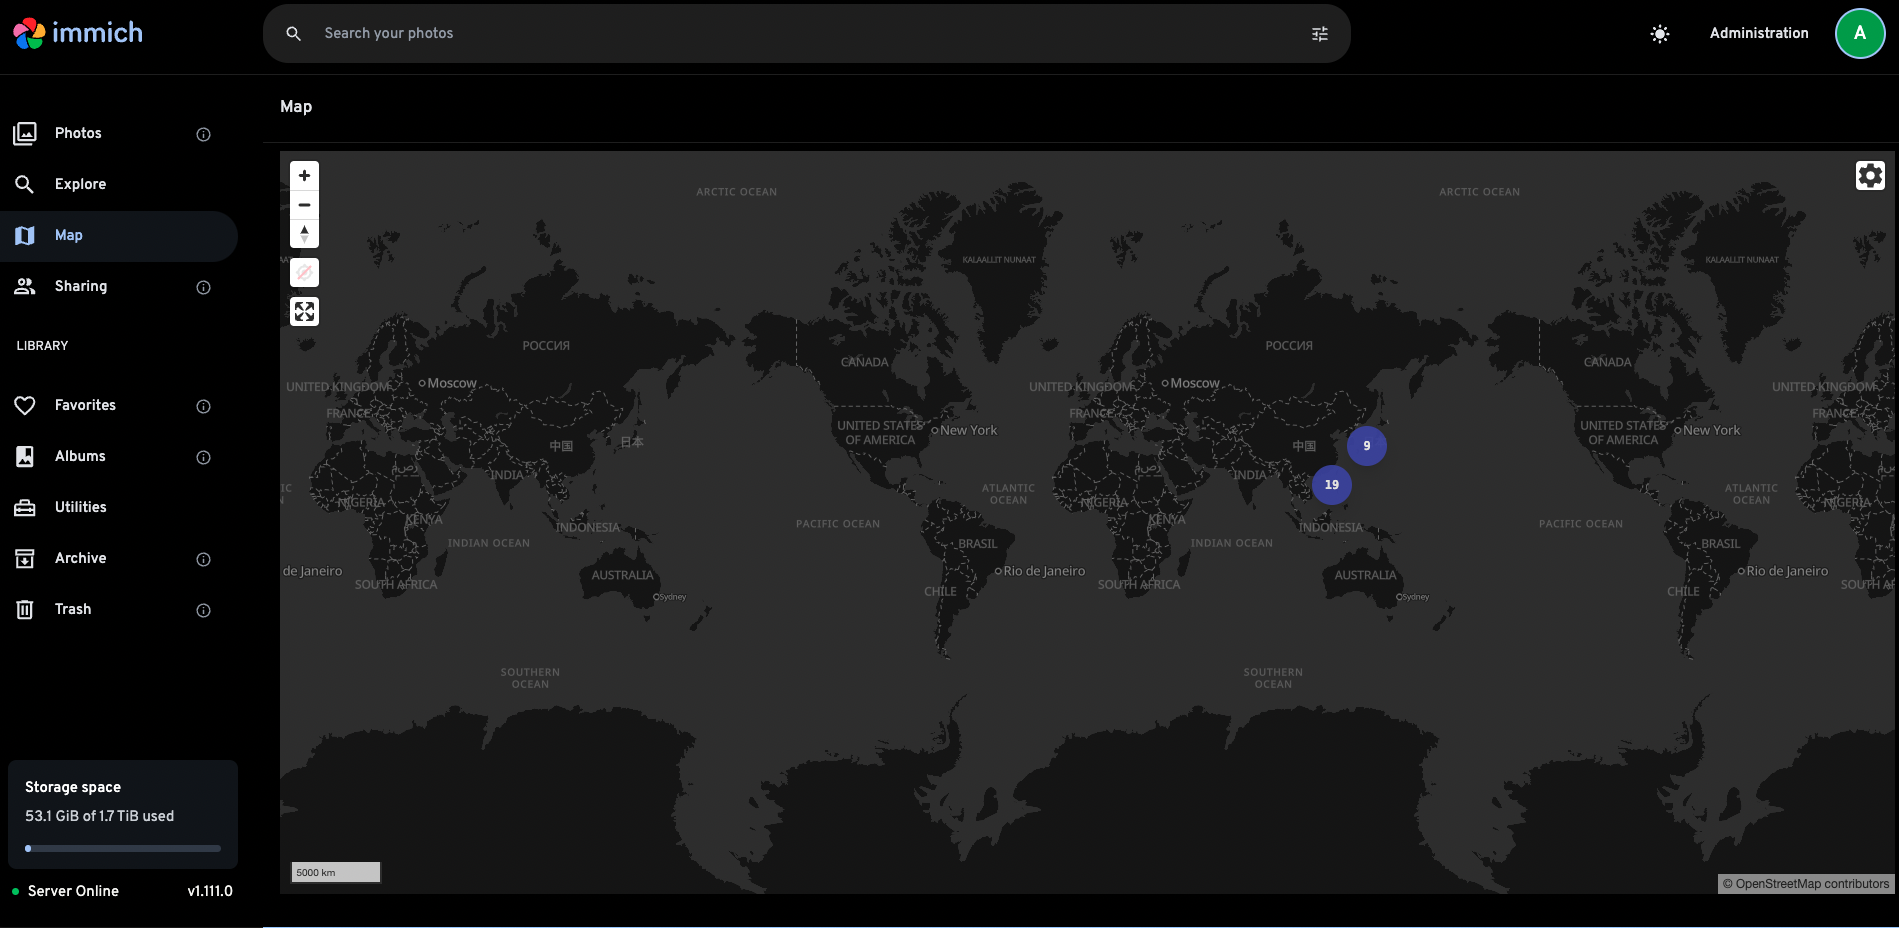 immich
Search your photos
Administration
A
Photos
Explore
Map
Sharing
LIBRARY
Favorites
Albums
Utilities
Archive
Trash
Storage space
53.1 GiB of 1.7 TiB used
Server Online
v1.111.0
Map
ARCTIC OCEAN
ARCTIC OCEAN
KALAALLIT NUNAAT
KALAALLIT NUNAAT
РОССИЯ
РОССИЯ
CANADA
CANADA
UNITED KINGDOM
Moscow
UNITED KINGDOM
Moscow
UNITED KINGDOM
FRANCE
FRANCE
FRANCE
UNITED STATES
OF AMERICA
New York
UNITED STATES
OF AMERICA
New York
中国
日本
中国
9
INDIA
INDIA
19
ATLANTIC
OCEAN
ATLANTIC
OCEAN
NIGERIA
NIGERIA
NIGERIA
KENYA
KENYA
INDONESIA
INDONESIA
PACIFIC OCEAN
PACIFIC OCEAN
INDIAN OCEAN
INDIAN OCEAN
BRASIL
BRASIL
de Janeiro
Rio de Janeiro
Rio de Janeiro
AUSTRALIA
AUSTRALIA
SOUTH AFRICA
SOUTH AFRICA
SOUTH AF
CHILE
CHILE
Sydney
Sydney
SOUTHERN
OCEAN
SOUTHERN
OCEAN
5000 km
© OpenStreetMap contributors